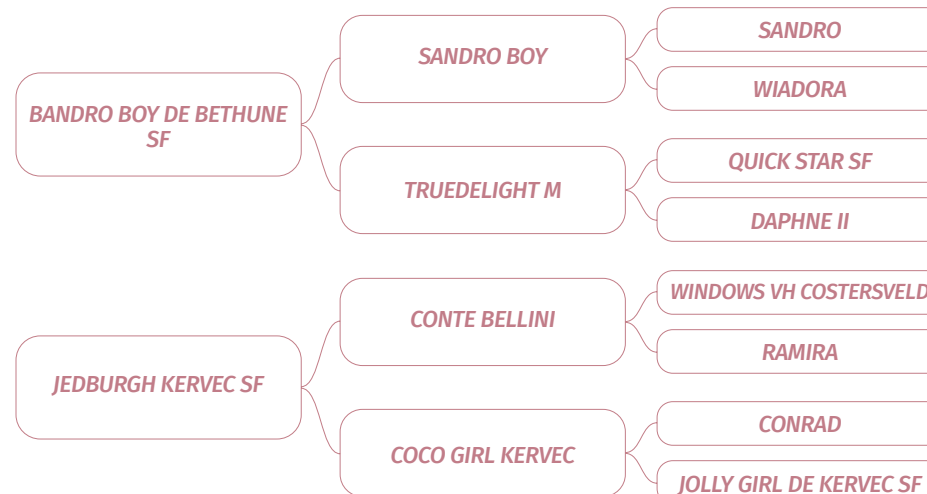 BANDRO BOY DE BETHUNE
SF
SANDRO BOY
SANDRO
WIADORA
TRUEDELIGHT M
QUICK STAR SF
DAPHNE II
JEDBURGH KERVEC SF
CONTE BELLINI
WINDOWS VH COSTERSVELD
RAMIRA
COCO GIRL KERVEC
CONRAD
JOLLY GIRL DE KERVEC SF